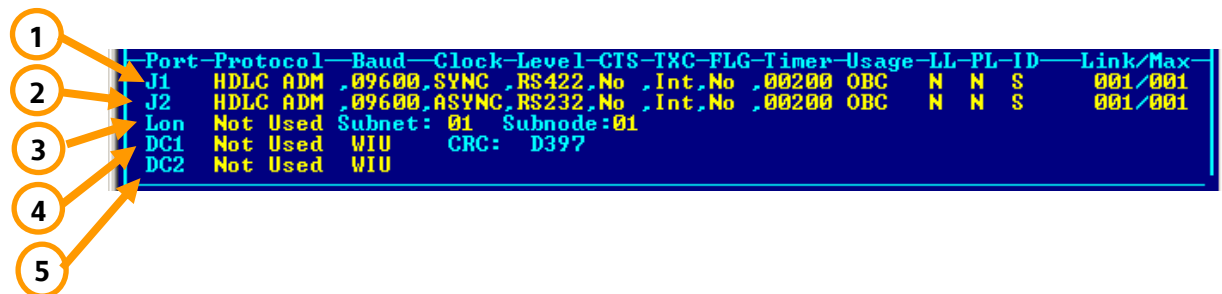 1
2
3
4
5
Port-Protocol—Baud—Clock-Level-CTS-TXC-FLG-Timer-Usage-LL-PL-ID—Link/Max
J1 HDLC ADM ,09600,SYNC ,RS422,No ,Int,No ,00200 OBC N N S 001/001
J2 HDLC ADM ,09600,ASYNC,RS232,No ,Int,No ,00200 OBC N N S 001/001
Lon Not Used Subnet: 01 Subnode:01
DC1 Not Used WIU CRC: D397
DC2 Not Used WIU